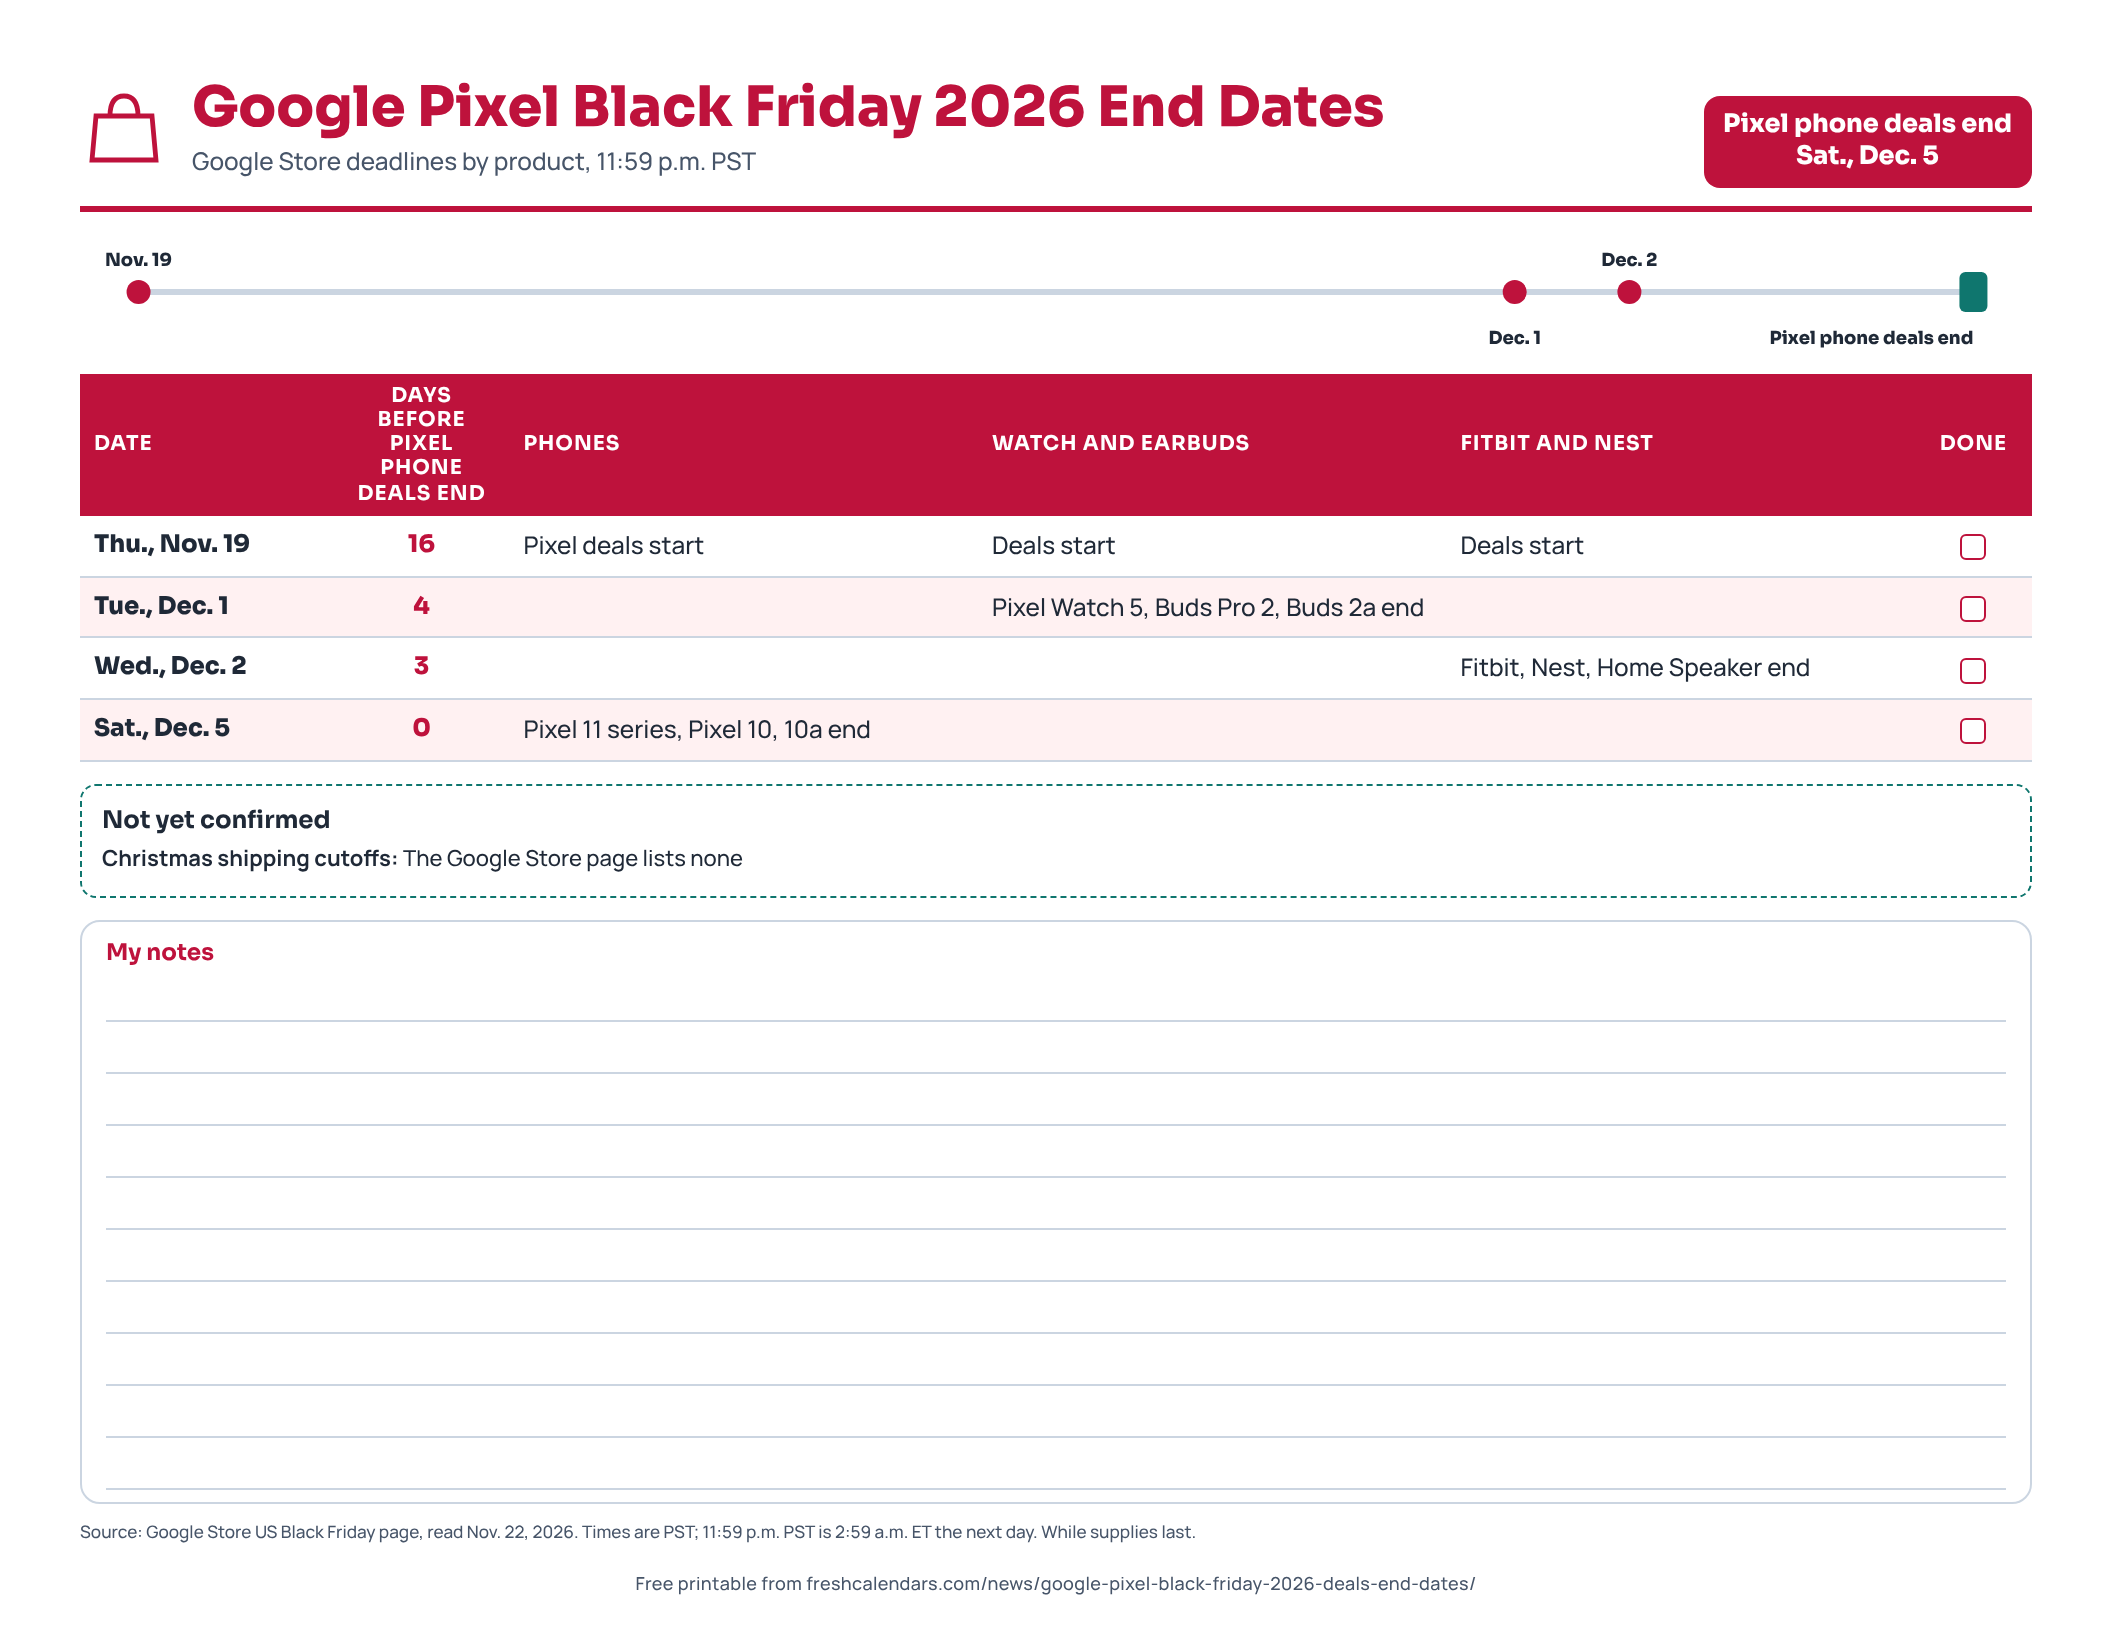 Google Pixel Black Friday 2026 End Dates
Google Store deadlines by product, 11:59 p.m. PST
Pixel phone deals end
Sat., Dec. 5
Nov. 19
Dec. 2
Dec. 1
Pixel phone deals end
DATE
DAYS
BEFORE
PIXEL
PHONE
DEALS END
PHONES
WATCH AND EARBUDS
FITBIT AND NEST
DONE
Thu., Nov. 19 16 Pixel deals start Deals start Deals start
Tue., Dec. 1 4 Pixel Watch 5, Buds Pro 2, Buds 2a end
Wed., Dec. 2 3 Fitbit, Nest, Home Speaker end
Sat., Dec. 5 0 Pixel 11 series, Pixel 10, 10a end
Not yet confirmed
Christmas shipping cutoffs: The Google Store page lists none
My notes
Source: Google Store US Black Friday page, read Nov. 22, 2026. Times are PST; 11:59 p.m. PST is 2:59 a.m. ET the next day. While supplies last.
Free printable from freshcalendars.com/news/google-pixel-black-friday-2026-deals-end-dates/